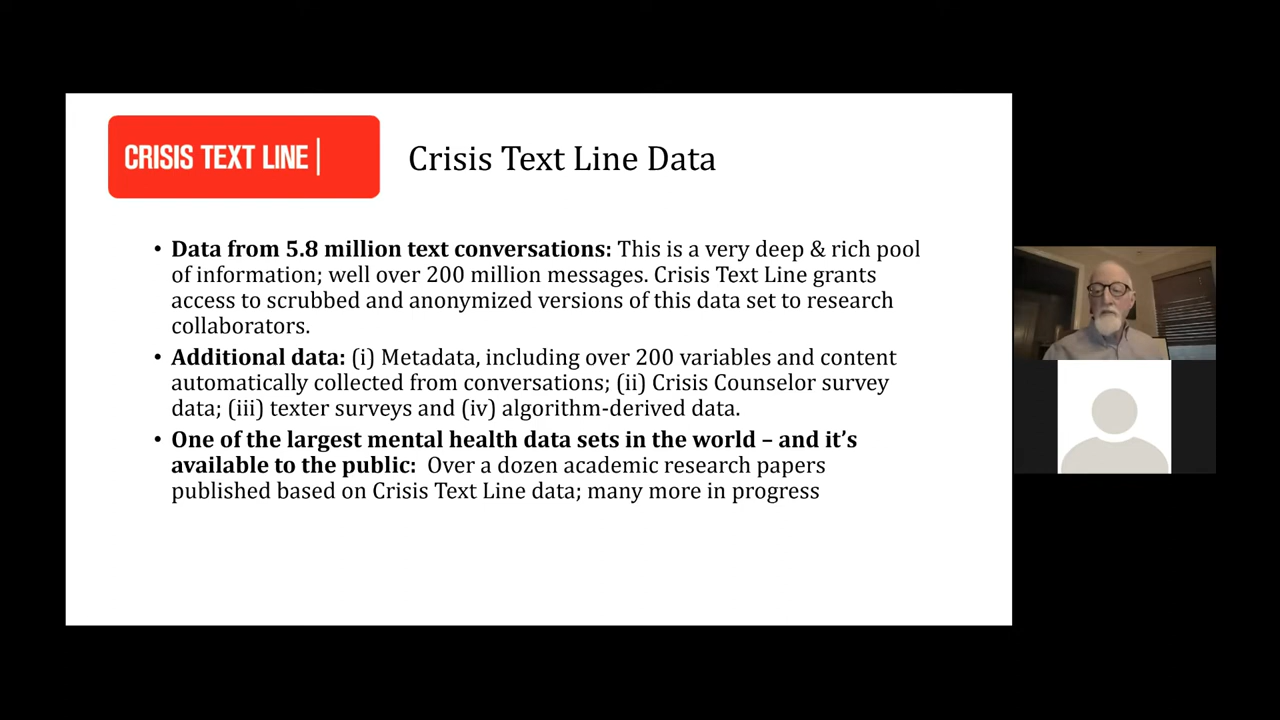 CRISIS TEXT LINE |
Crisis Text Line Data
• Data from 5.8 million text conversations: This is a very deep & rich pool
of information; well over 200 million messages. Crisis Text Line grants
access to scrubbed and anonymized versions of this data set to research
collaborators.
• Additional data: (i) Metadata, including over 200 variables and content
automatically collected from conversations; (ii) Crisis Counselor survey
data; (iii) texter surveys and (iv) algorithm-derived data.
• One of the largest mental health data sets in the world – and it’s
available to the public:  Over a dozen academic research papers
published based on Crisis Text Line data; many more in progress